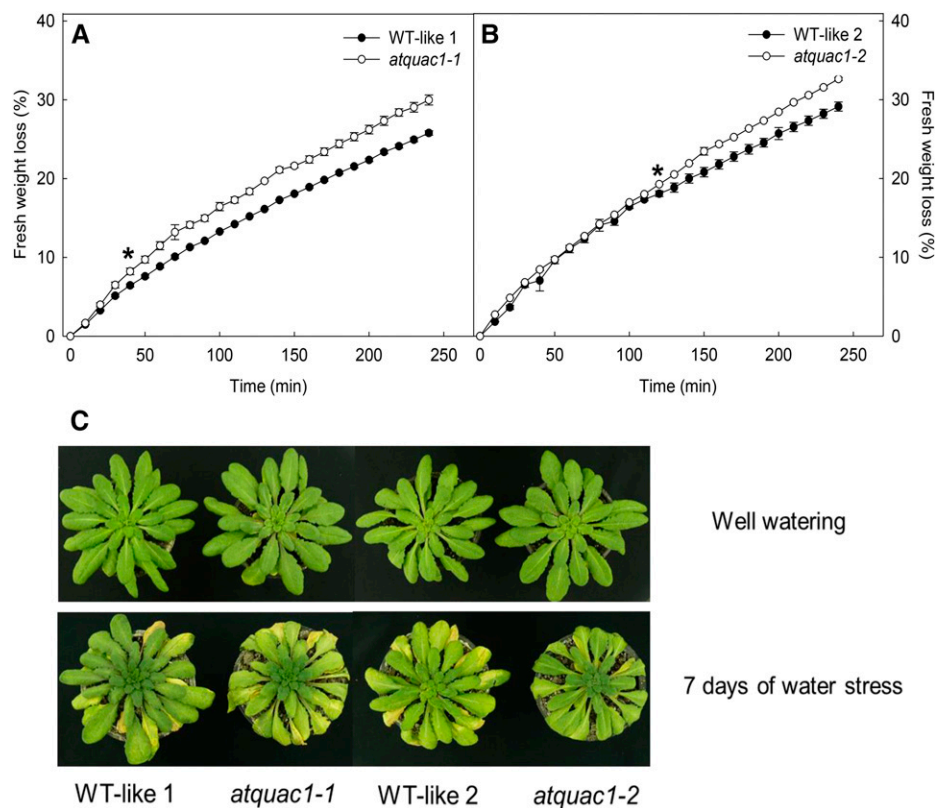 A
WT-like 1
atquac1-1
40
30
20
10
0
Fresh weight loss (%)
*
0 50 100 150 200 250
Time (min)
B
WT-like 2
atquac1-2
40
30
20
10
0
Fresh weight loss (%)
*
0 50 100 150 200 250
Time (min)
C
Well watering
7 days of water stress
WT-like 1 atquac1-1 WT-like 2 atquac1-2